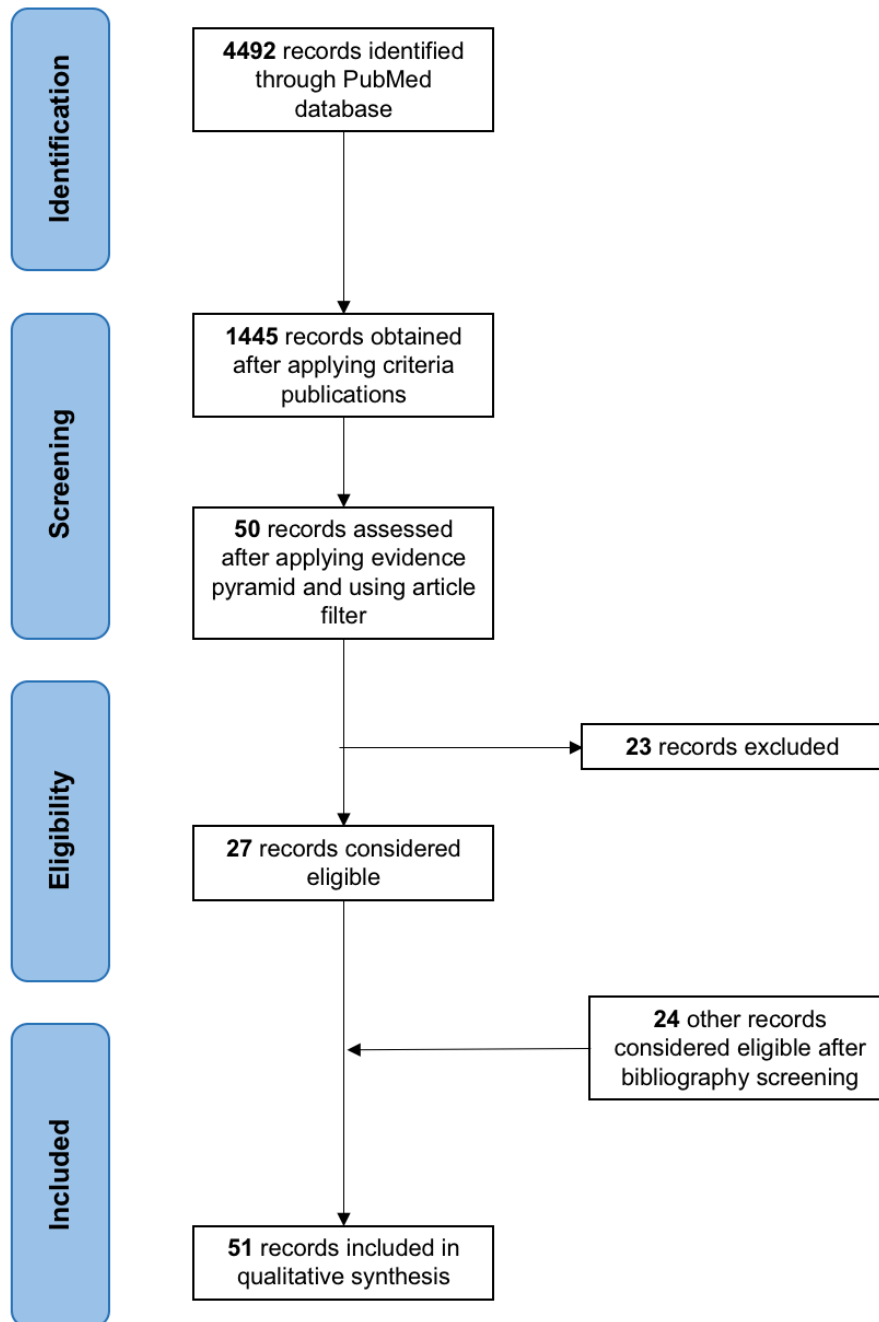 Identification
4492 records identified
through PubMed
database
Screening
1445 records obtained
after applying criteria
publications
50 records assessed
after applying evidence
pyramid and using article
filter
Eligibility
23 records excluded
27 records considered
eligible
Included
24 other records
considered eligible after
bibliography screening
51 records included in
qualitative synthesis